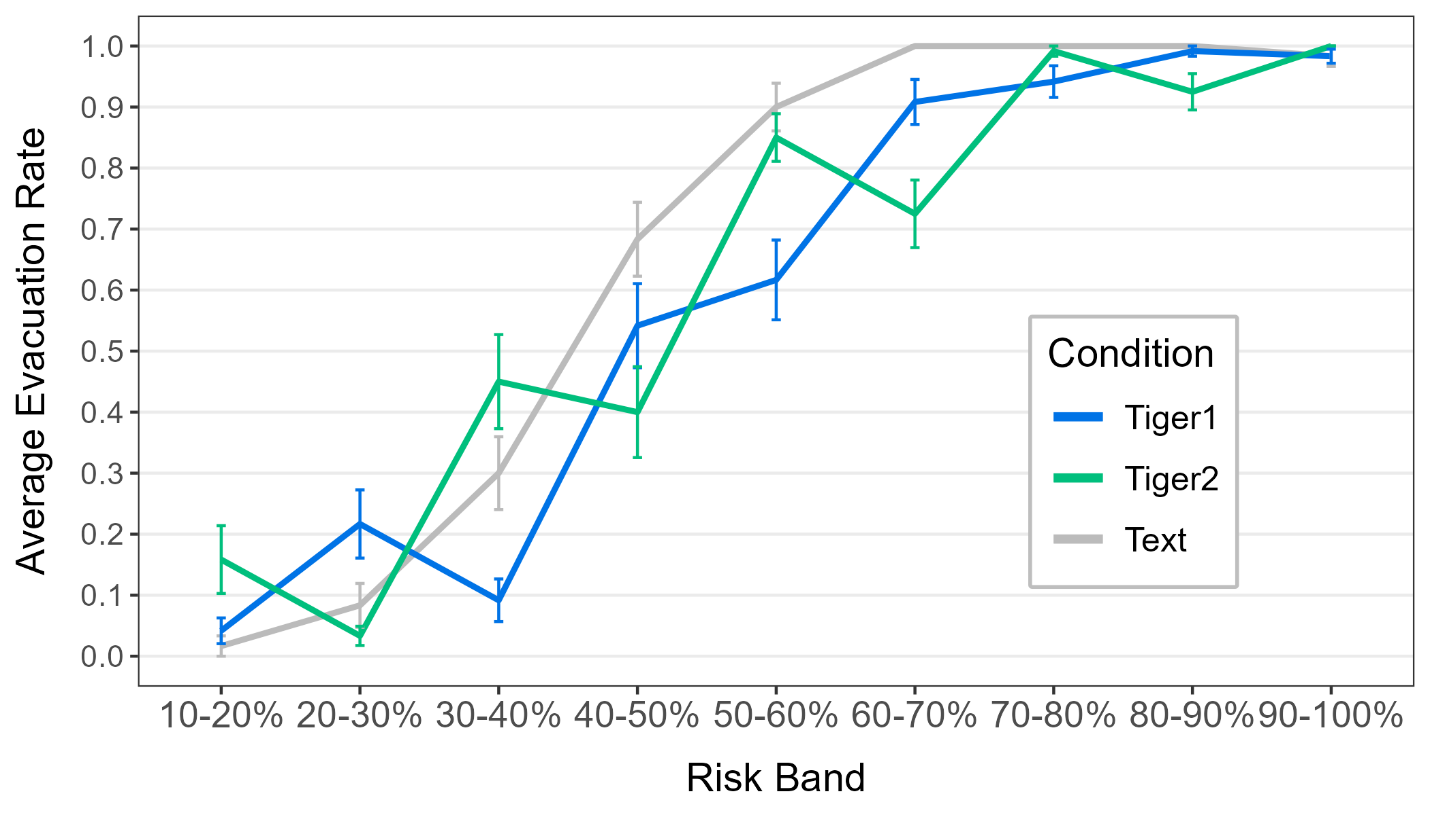 Average Evacuation Rate
1.0
0.9
0.8
0.7
0.6
0.5
0.4
0.3
0.2
0.1
0.0
Condition
Tiger1
Tiger2
Text
10-20% 20-30% 30-40% 40-50% 50-60% 60-70% 70-80% 80-90% 90-100%
Risk Band